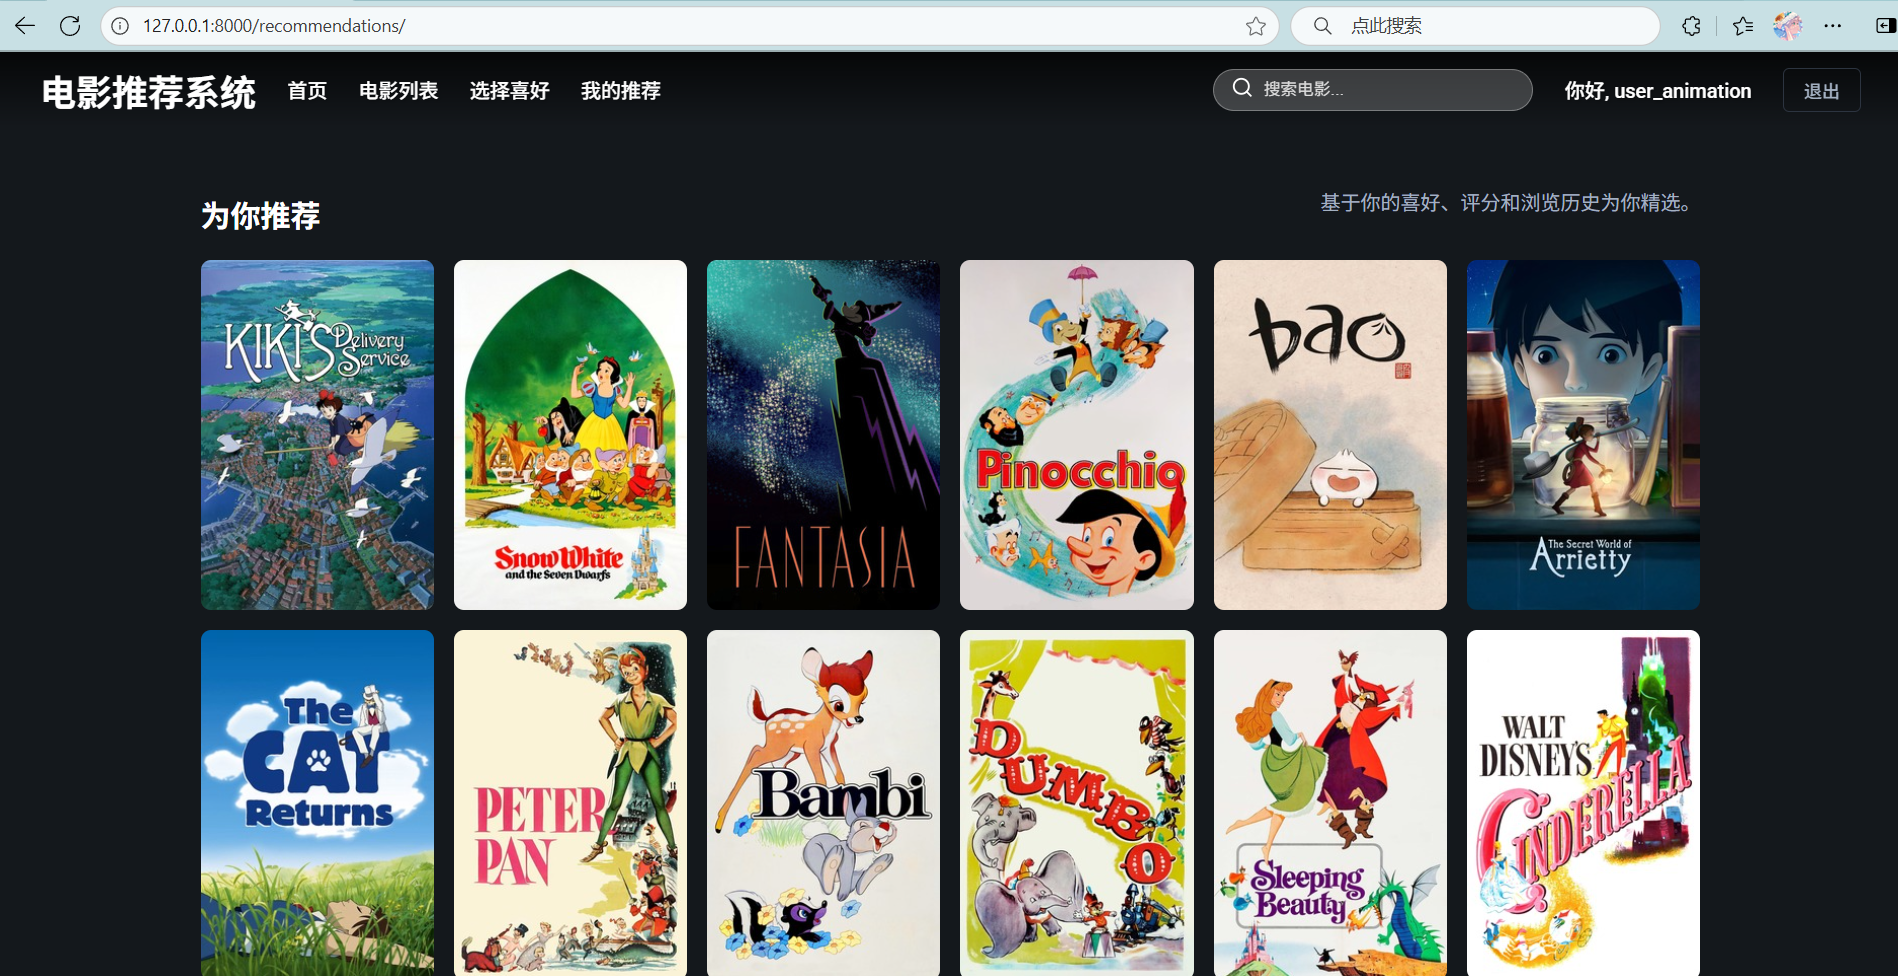 127.0.0.1:8000/recommendations/
点此搜索
电影推荐系统 首页 电影列表 选择喜好 我的推荐 搜索电影... 你好, user_animation 退出
为你推荐
基于你的喜好、评分和浏览历史为你精选。
KIKI'S Delivery Service
Snow White
and the Seven Dwarfs
FANTASIA
Pinocchio
bao
The Secret World of
Arrietty
The
CAT
Returns
PETER
PAN
Bambi
DUMBO
Sleeping
Beauty
WALT
DISNEY'S
CINDERELLA